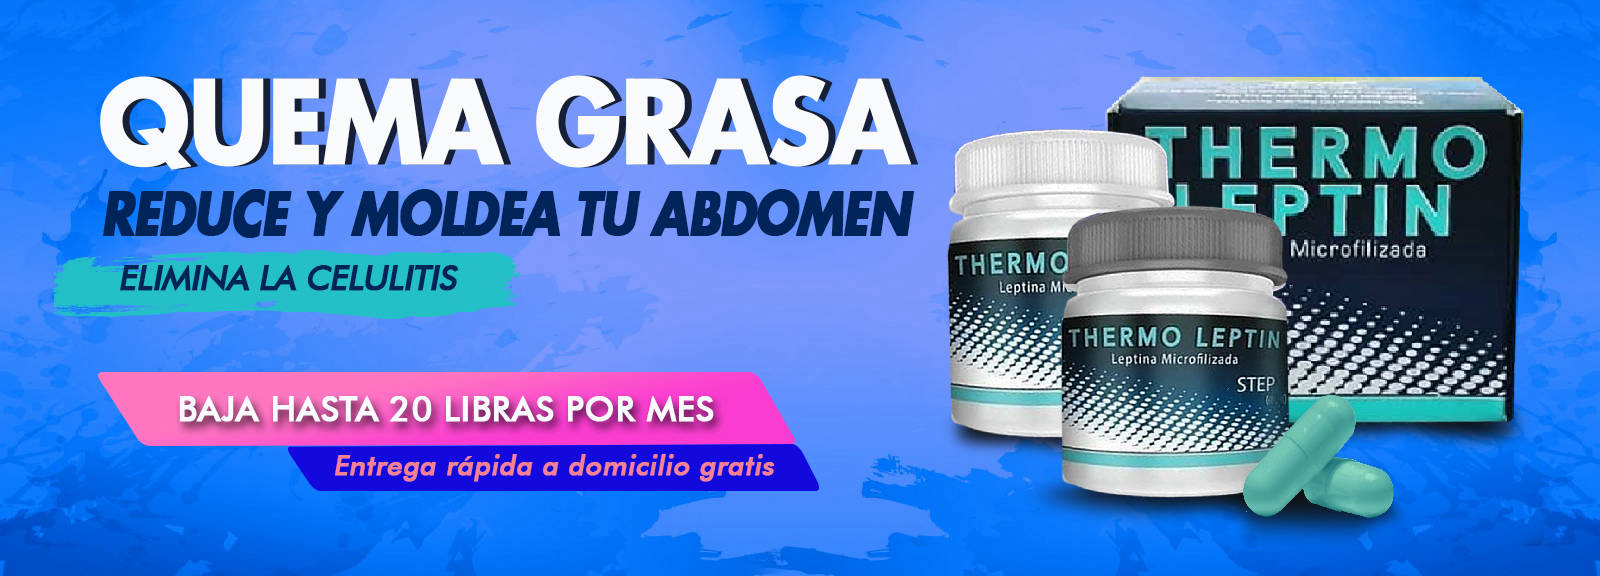 QUEMA GRASA
REDUCE Y MOLDEA TU ABDOMEN
ELIMINA LA CELULITIS
BAJA HASTA 20 LIBRAS POR MES
Entrega rápida a domicilio gratis
THERMO
LEPTIN
Microfilizada
THERMO
Leptina
THERMO LEPTIN
Leptina Microfilizada
STEP